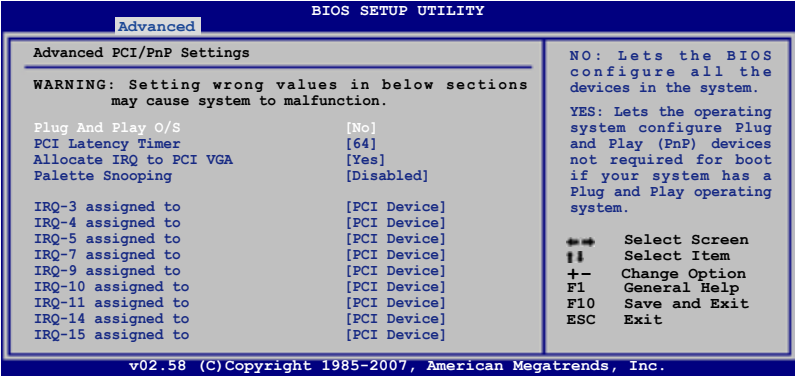 BIOS SETUP UTILITY
Advanced
Advanced PCI/PnP Settings
WARNING: Setting wrong values in below sections
may cause system to malfunction.
Plug And Play O/S [No]
PCI Latency Timer [64]
Allocate IRQ to PCI VGA [Yes]
Palette Snooping [Disabled]
IRQ-3 assigned to [PCI Device]
IRQ-4 assigned to [PCI Device]
IRQ-5 assigned to [PCI Device]
IRQ-7 assigned to [PCI Device]
IRQ-9 assigned to [PCI Device]
IRQ-10 assigned to [PCI Device]
IRQ-11 assigned to [PCI Device]
IRQ-14 assigned to [PCI Device]
IRQ-15 assigned to [PCI Device]
NO: Lets the BIOS
configure all the
devices in the system.
YES: Lets the operating
system configure Plug
and Play (PnP) devices
not required for boot
if your system has a
Plug and Play operating
system.
←→ Select Screen
↑↓ Select Item
+- Change Option
F1 General Help
F10 Save and Exit
ESC Exit
v02.58 (C)Copyright 1985-2007, American Megatrends, Inc.